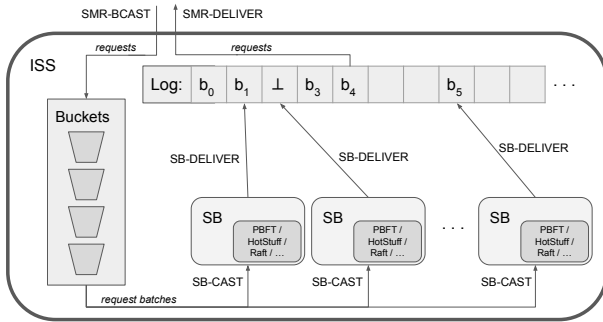 SMR-BCAST SMR-DELIVER
requests requests
ISS
Log: b0 b1 ⊥ b3 b4 b5 . . .
Buckets
SB-DELIVER SB-DELIVER SB-DELIVER
SB SB . . . SB
PBFT / PBFT / PBFT /
HotStuff / HotStuff / HotStuff /
Raft / ... Raft / ... Raft / ...
SB-CAST SB-CAST SB-CAST
request batches